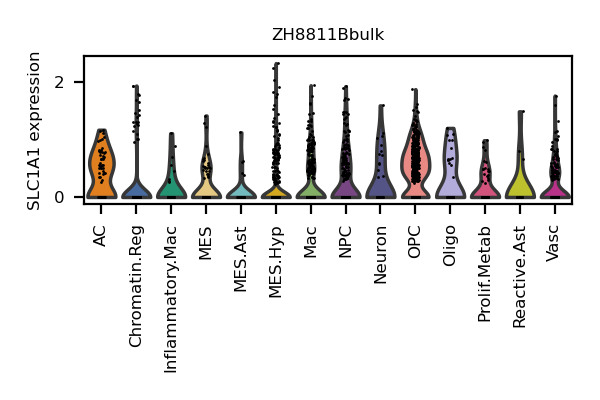 ZH8811Bbulk
SLC1A1 expression
2
0
AC
Chromatin.Reg
Inflammatory.Mac
MES
MES.Ast
MES.Hyp
Mac
NPC
Neuron
OPC
Oligo
Prolif.Metab
Reactive.Ast
Vasc